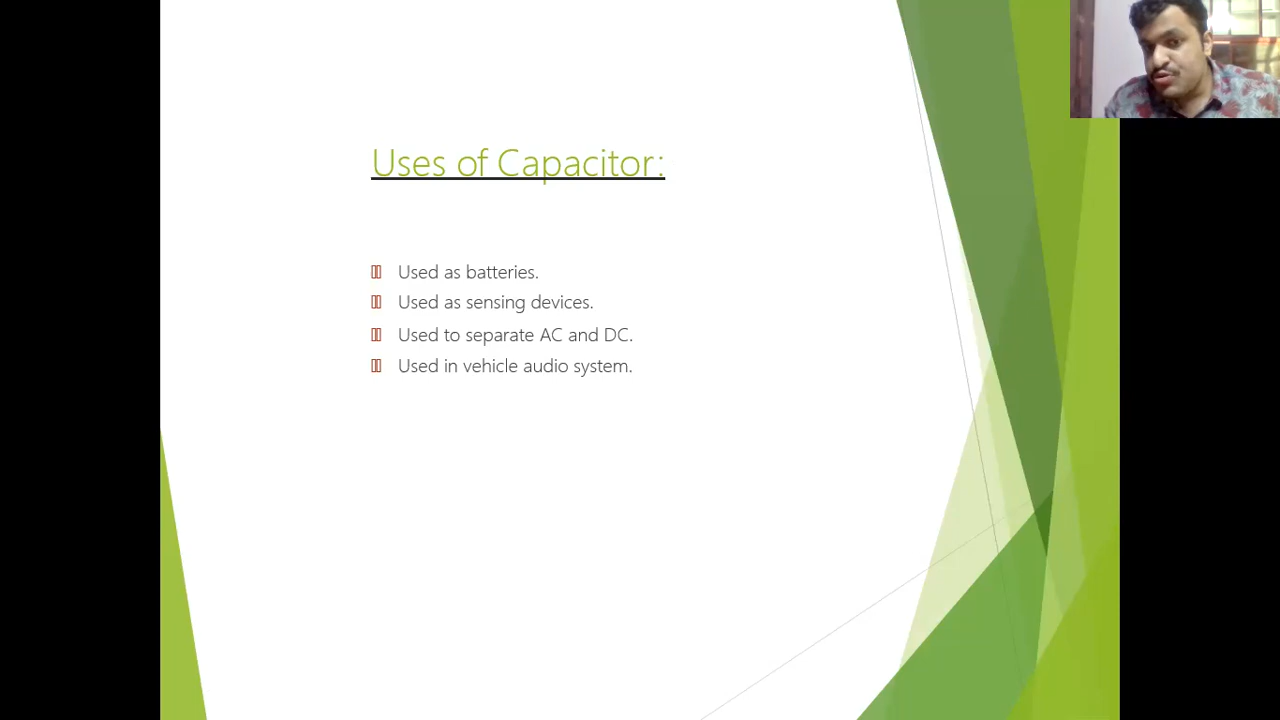 Uses of Capacitor:
Used as batteries.
Used as sensing devices.
Used to separate AC and DC.
Used in vehicle audio system.